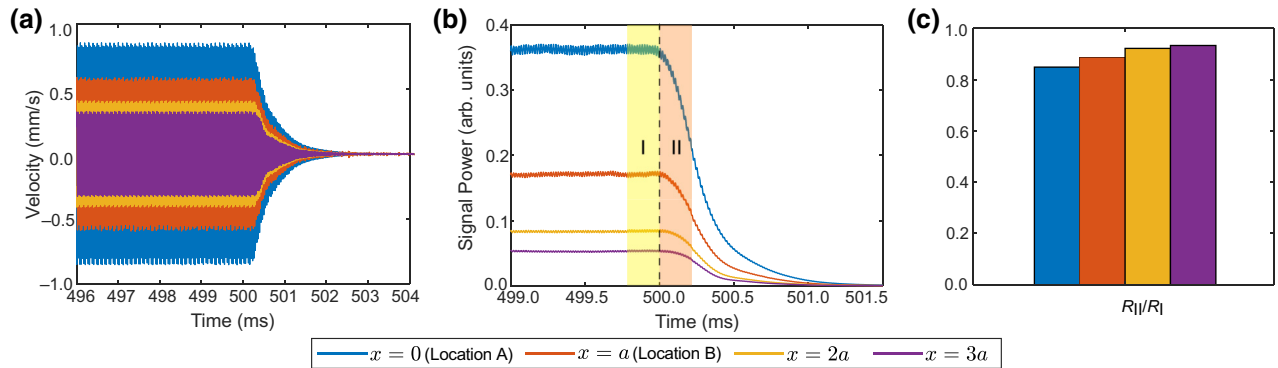 (a)
Velocity (mm/s)
1.0
0.5
0.0
–0.5
–1.0
496 497 498 499 500 501 502 503 504
Time (ms)
(b)
Signal Power (arb. units)
0.4
0.3
0.2
0.1
0.0
I II
499.0 499.5 500.0 500.5 501.0 501.5
Time (ms)
(c)
1.0
0.8
0.6
0.4
0.2
0.0
RII/RI
x = 0 (Location A) x = a (Location B) x = 2a x = 3a